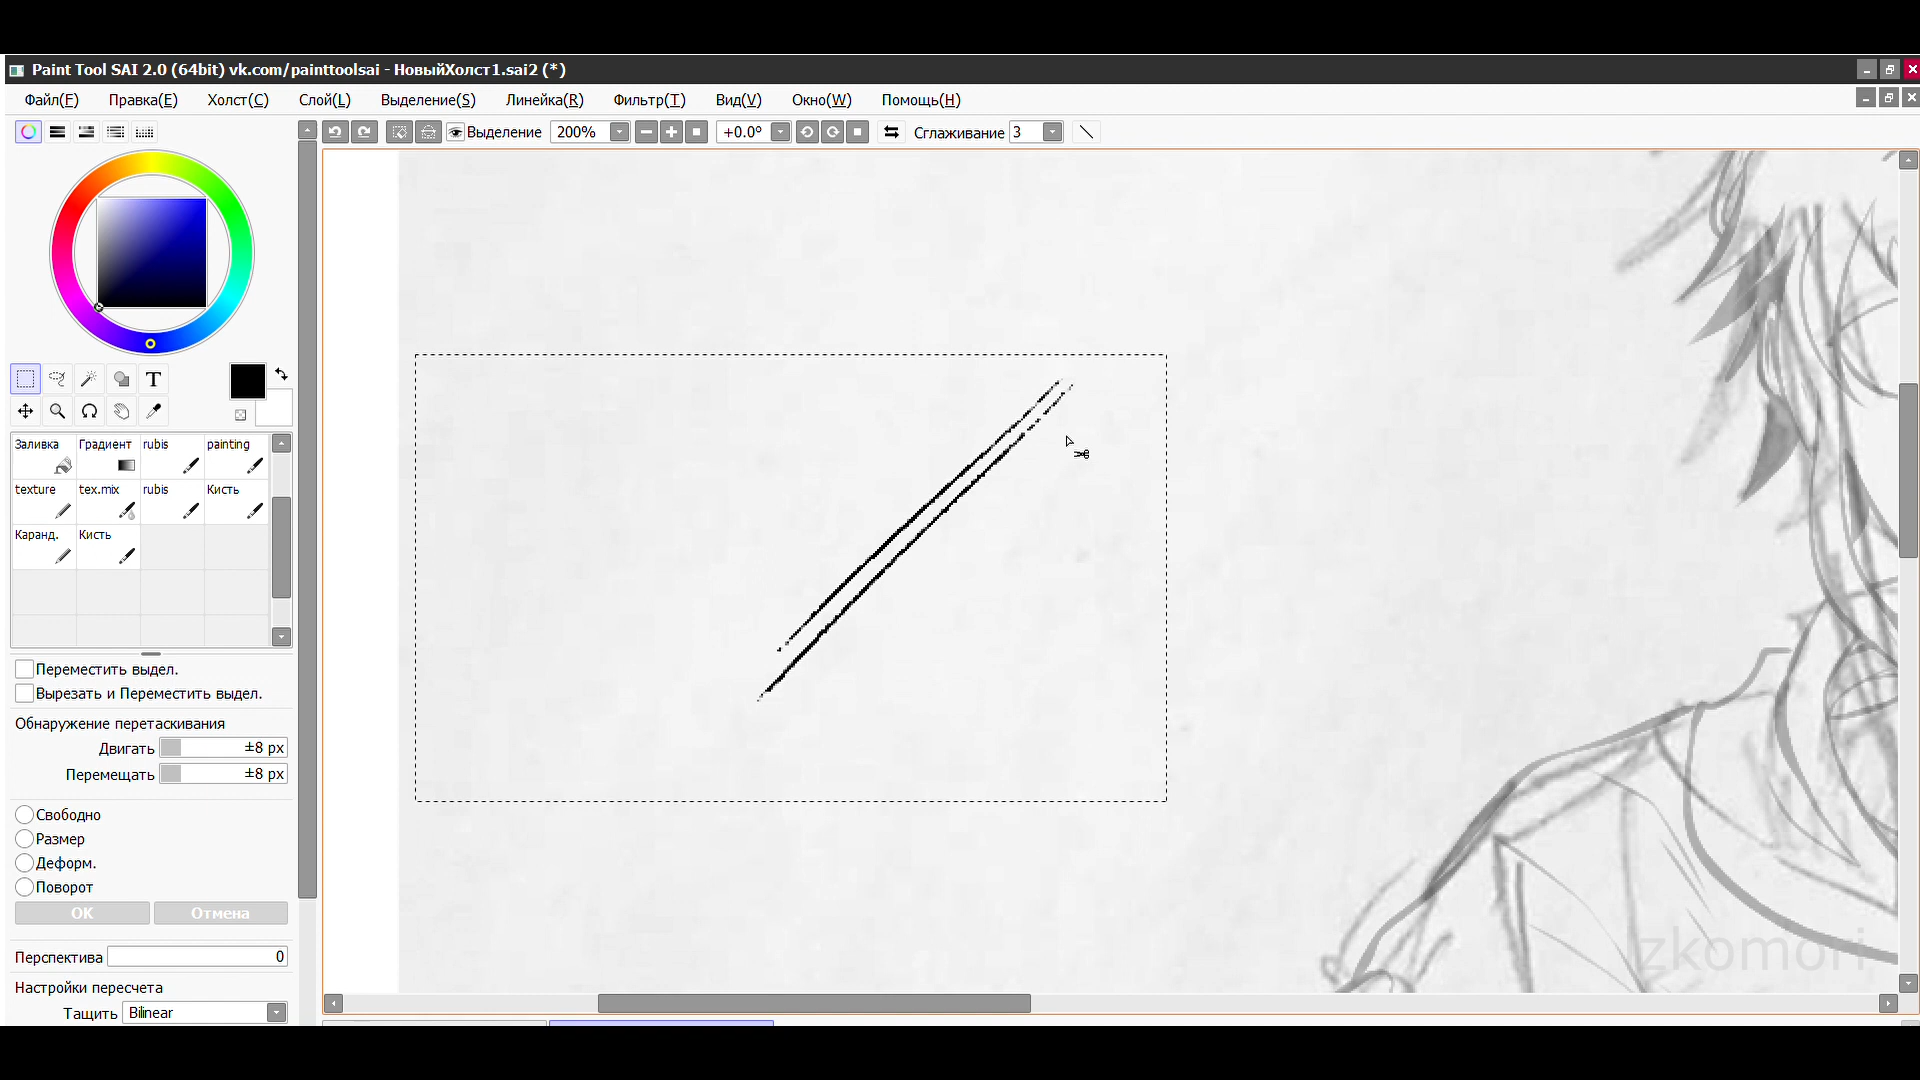 Paint Tool SAI 2.0 (64bit) vk.com/painttoolsai - НовыйХолст1.sai2 (*)
Файл(F) Правка(E) Холст(C) Слой(L) Выделение(S) Линейка(R) Фильтр(T) Вид(V) Окно(W) Помощь(H)
Выделение 200% +0.0º Сглаживание 3
T
Заливка Градиент rubis painting
texture tex.mix rubis Кисть
Каранд. Кисть
Переместить выдел.
Вырезать и Переместить выдел.
Обнаружение перетаскивания
Двигать ±8 px
Перемещать ±8 px
Свободно
Размер
Деформ.
Поворот
OK Отмена
Перспектива 0
Настройки пересчета
Тащить Bilinear
zkomori